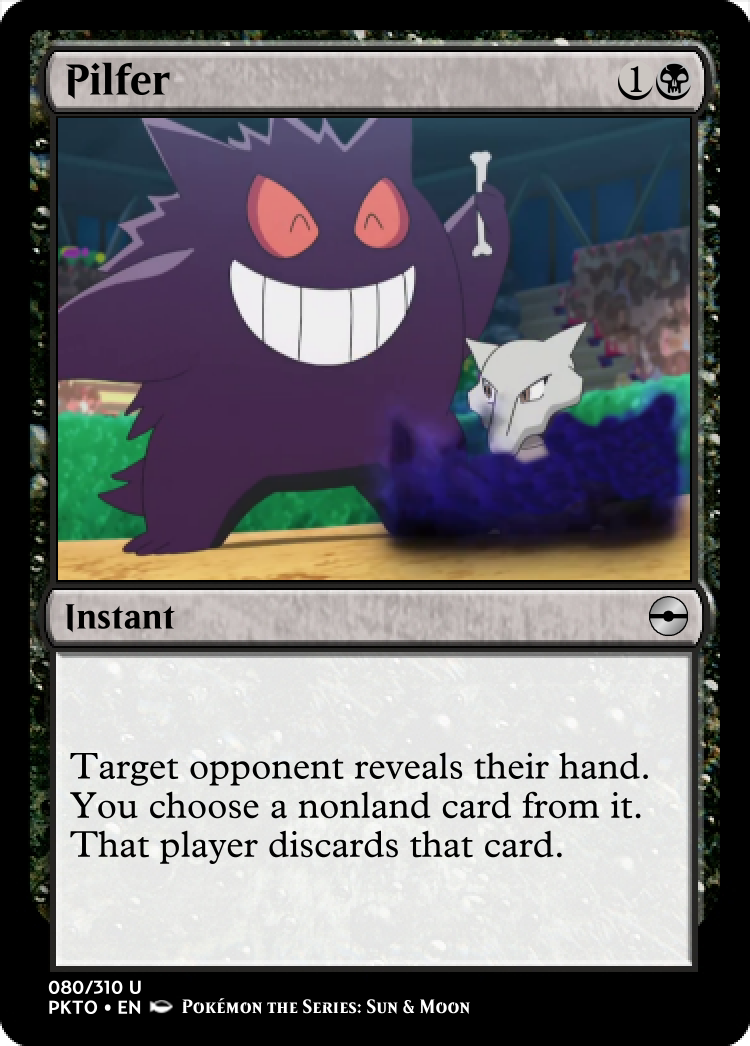 Pilfer 1
Instant
Target opponent reveals their hand.
You choose a nonland card from it.
That player discards that card.
080/310 U
PKTO • EN Pokémon the Series: Sun & Moon